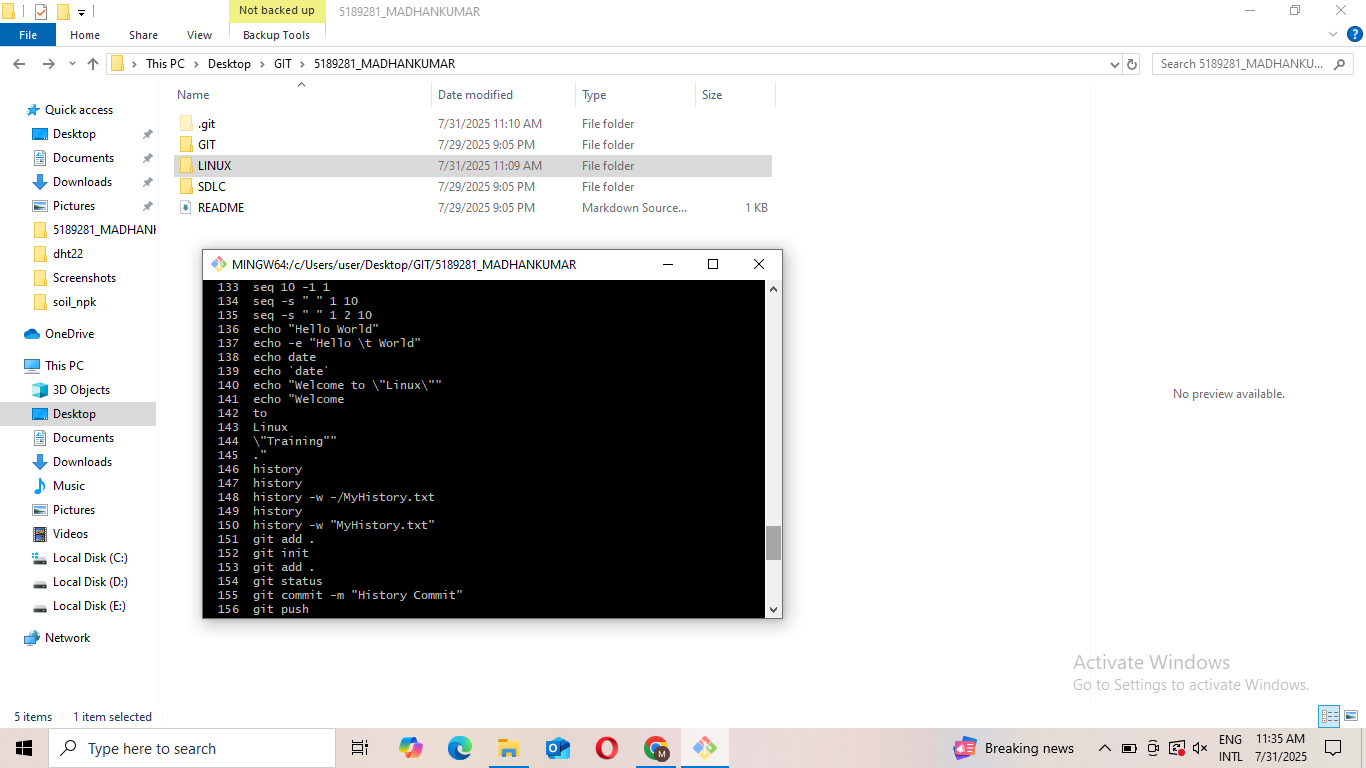 Not backed up 5189281_MADHANKUMAR
File Home Share View Backup Tools
This PC Desktop GIT 5189281_MADHANKUMAR Search 5189281_MADHANKU...
Name Date modified Type Size
Quick access
Desktop
Documents
Downloads
Pictures
5189281_MADHANK
dht22
Screenshots
soil_npk
OneDrive
This PC
3D Objects
Desktop
Documents
Downloads
Music
Pictures
Videos
Local Disk (C:)
Local Disk (D:)
Local Disk (E:)
Network
.git 7/31/2025 11:10 AM File folder
GIT 7/29/2025 9:05 PM File folder
LINUX 7/31/2025 11:09 AM File folder
SDLC 7/29/2025 9:05 PM File folder
README 7/29/2025 9:05 PM Markdown Source... 1 KB
MINGW64:/c/Users/user/Desktop/GIT/5189281_MADHANKUMAR
133 seq 10 -1 1
134 seq -s " " 1 10
135 seq -s " " 1 2 10
136 echo "Hello World"
137 echo -e "Hello \t World"
138 echo date
139 echo `date`
140 echo "Welcome to \"Linux\""
141 echo "Welcome
142 to
143 Linux
144 \"Training""
145 ."
146 history
147 history
148 history -w -/MyHistory.txt
149 history
150 history -w "MyHistory.txt"
151 git add .
152 git init
153 git add .
154 git status
155 git commit -m "History Commit"
156 git push
No preview available.
Activate Windows
Go to Settings to activate Windows.
5 items 1 item selected
Type here to search
M
Breaking news
ENG
INTL
11:35 AM
7/31/2025